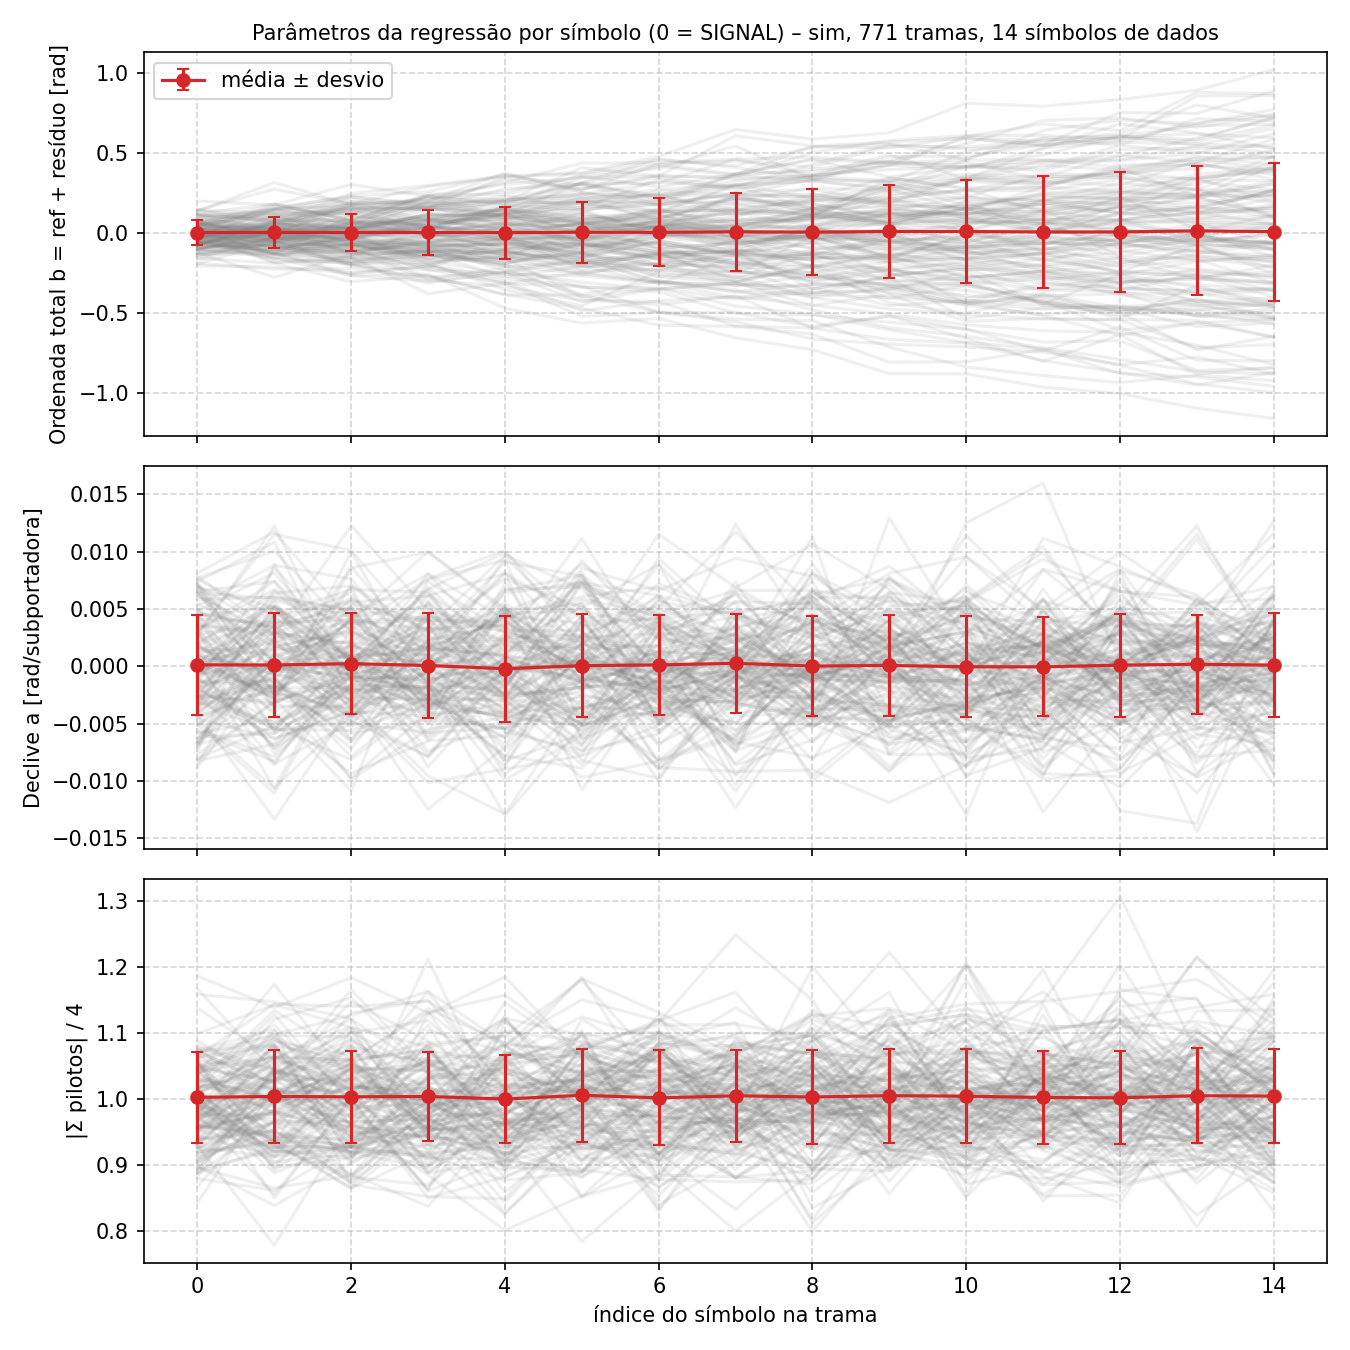 Parâmetros da regressão por símbolo (0 = SIGNAL) – sim, 771 tramas, 14 símbolos de dados
Ordenada total b = ref + resíduo [rad]
média ± desvio
1.0
0.5
0.0
−0.5
−1.0
Declive a [rad/subportadora]
0.015
0.010
0.005
0.000
−0.005
−0.010
−0.015
|Σ pilotos| / 4
1.3
1.2
1.1
1.0
0.9
0.8
0 2 4 6 8 10 12 14
índice do símbolo na trama